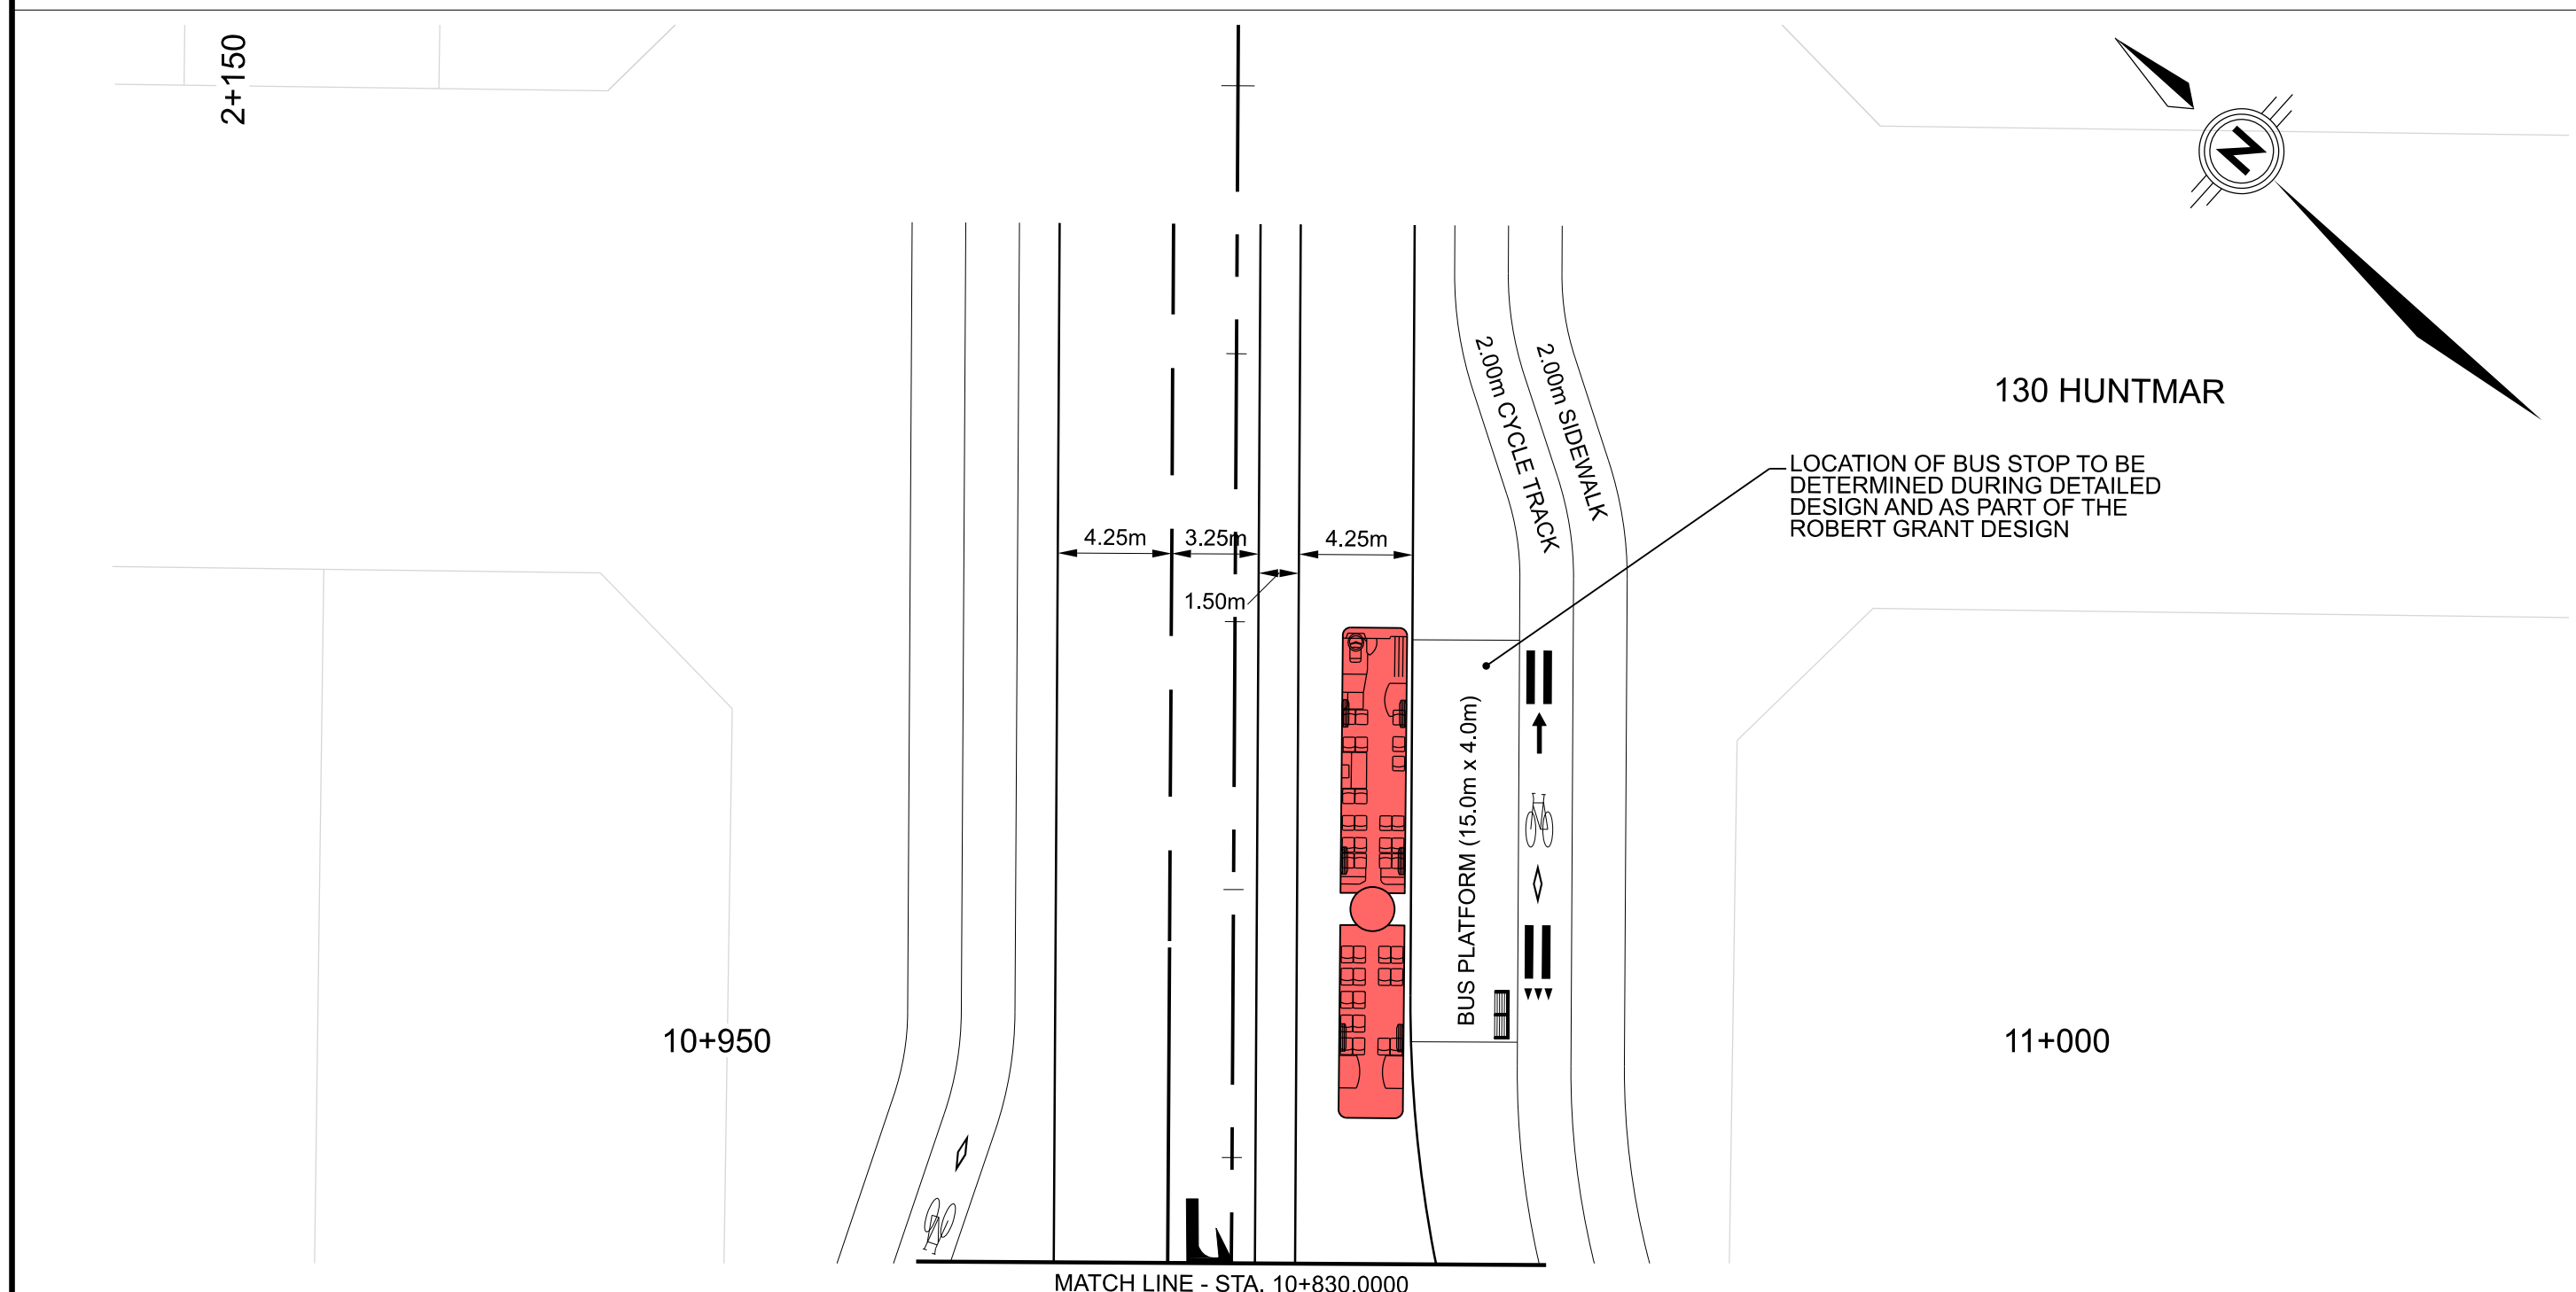 2+150
N
130 HUNTMAR
2.00m CYCLE TRACK
2.00m SIDEWALK
LOCATION OF BUS STOP TO BE
DETERMINED DURING DETAILED
DESIGN AND AS PART OF THE
ROBERT GRANT DESIGN
4.25m
3.25m
4.25m
1.50m
BUS PLATFORM (15.0m x 4.0m)
10+950
11+000
MATCH LINE - STA. 10+830.0000